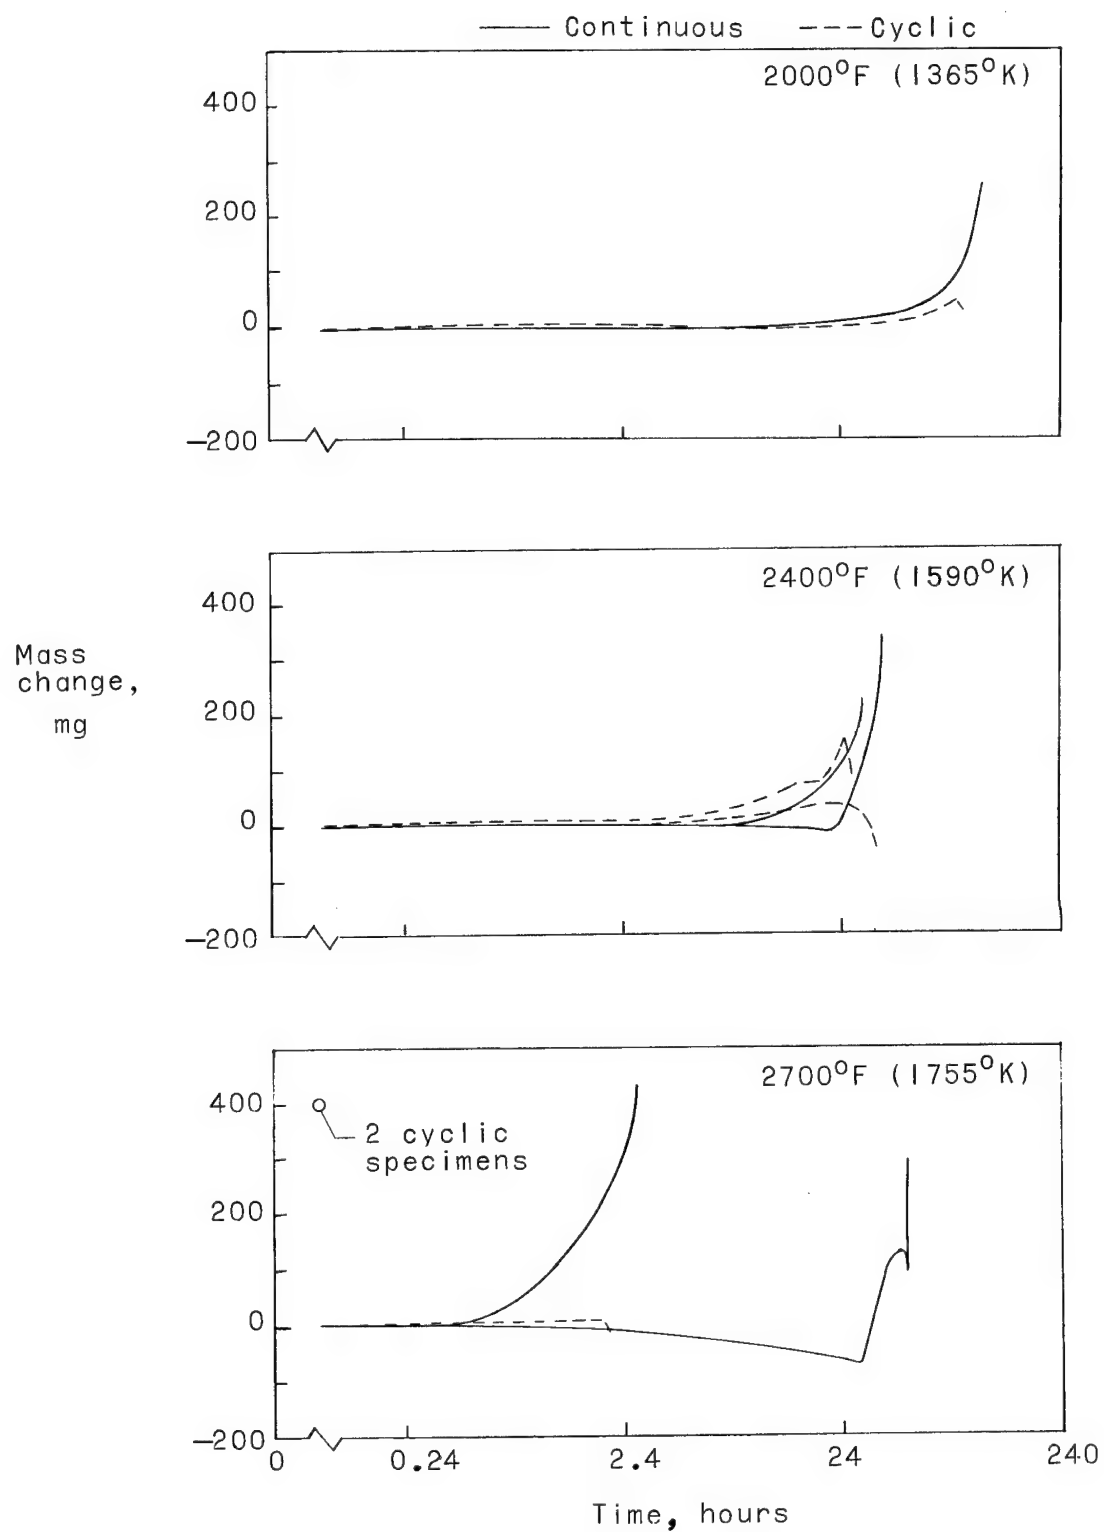 Continuous
Cyclic
2000°F (1365°K)
400
200
0
−200
2400°F (1590°K)
400
200
0
−200
Mass
change,
mg
2700°F (1755°K)
400
2 cyclic
specimens
200
0
−200
0 0.24 2.4 24 240
Time, hours